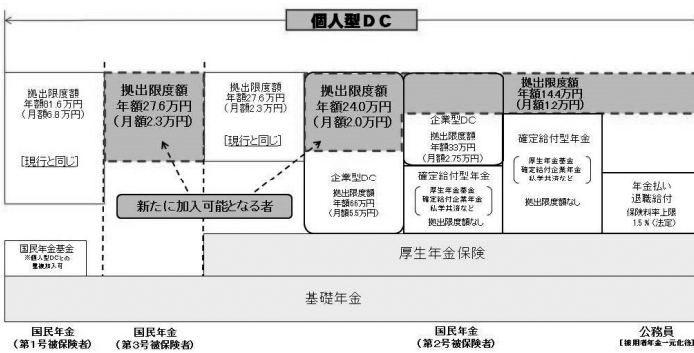 個人型DC
拠出限度額
年額81.6万円
(月額6.8万円)
[現行と同じ]
拠出限度額
年額27.6万円
(月額2.3万円)
拠出限度額
年額27.6万円
(月額2.3万円)
[現行と同じ]
拠出限度額
年額24.0万円
(月額2.0万円)
拠出限度額
年額14.4万円
(月額1.2万円)
新たに加入可能となる者
企業型DC
拠出限度額
年額66万円
(月額5.5万円)
企業型DC
拠出限度額
年額33万円
(月額2.75万円)
確定給付型年金
厚生年金基金
確定給付企業年金
私学共済など
拠出限度額なし
確定給付型年金
厚生年金基金
確定給付企業年金
私学共済など
拠出限度額なし
年金払い
退職給付
保険料率上限
1.5%(法定)
国民年金基金
※個人型DCとの
重複加入可
厚生年金保険
基礎年金
国民年金
(第1号被保険者)
国民年金
(第3号被保険者)
国民年金
(第2号被保険者)
公務員
[被用者年金一元化後]